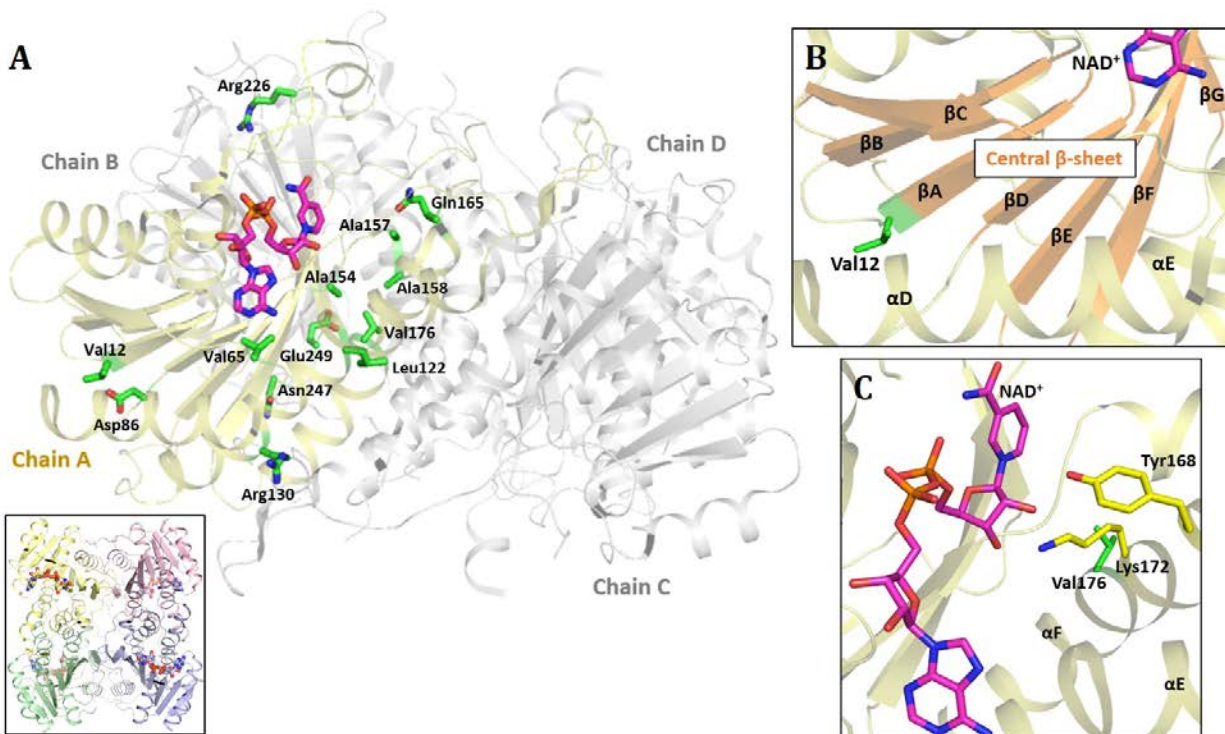 A
Arg226
Chain B
Chain D
Gln165
Ala157
Ala154
Ala158
Val12
Val65
Glu249
Val176
Leu122
Asn247
Asp86
Chain A
Arg130
Chain C
B
NAD+
βG
βC
βB
Central β-sheet
βA
βD
βF
βE
Val12
αD
αE
C
NAD+
Tyr168
Lys172
Val176
αF
αE